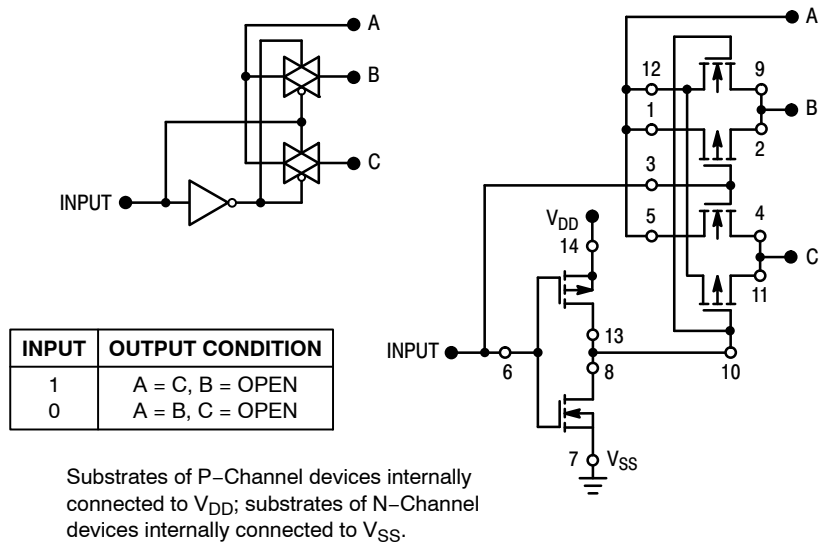 A
B
C
INPUT
A
12
9
1
B
2
3
V_DD
5
4
14
C
11
INPUT
13
6
8
10
7
V_SS
INPUT OUTPUT CONDITION
1 A = C, B = OPEN
0 A = B, C = OPEN
Substrates of P−Channel devices internally
connected to V_DD; substrates of N−Channel
devices internally connected to V_SS.